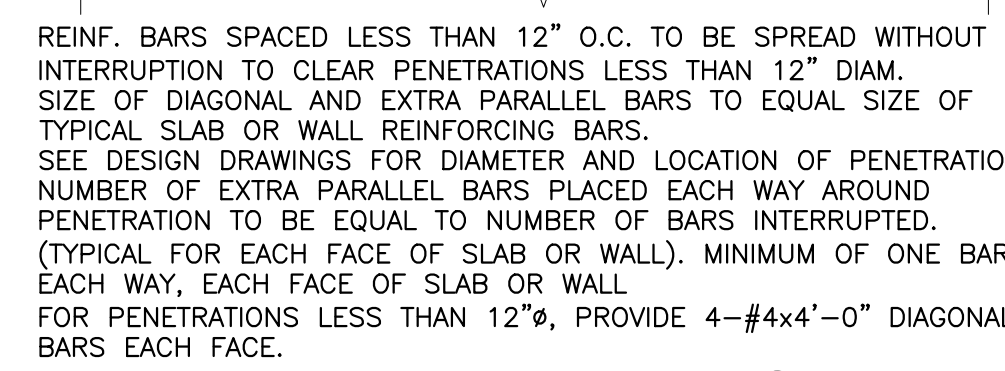 REINF. BARS SPACED LESS THAN 12" O.C. TO BE SPREAD WITHOUT
INTERRUPTION TO CLEAR PENETRATIONS LESS THAN 12" DIAM.
SIZE OF DIAGONAL AND EXTRA PARALLEL BARS TO EQUAL SIZE OF
TYPICAL SLAB OR WALL REINFORCING BARS.
SEE DESIGN DRAWINGS FOR DIAMETER AND LOCATION OF PENETRATIO
NUMBER OF EXTRA PARALLEL BARS PLACED EACH WAY AROUND
PENETRATION TO BE EQUAL TO NUMBER OF BARS INTERRUPTED.
(TYPICAL FOR EACH FACE OF SLAB OR WALL). MINIMUM OF ONE BAR
EACH WAY, EACH FACE OF SLAB OR WALL
FOR PENETRATIONS LESS THAN 12"ø, PROVIDE 4-#4x4'-0" DIAGONAL
BARS EACH FACE.